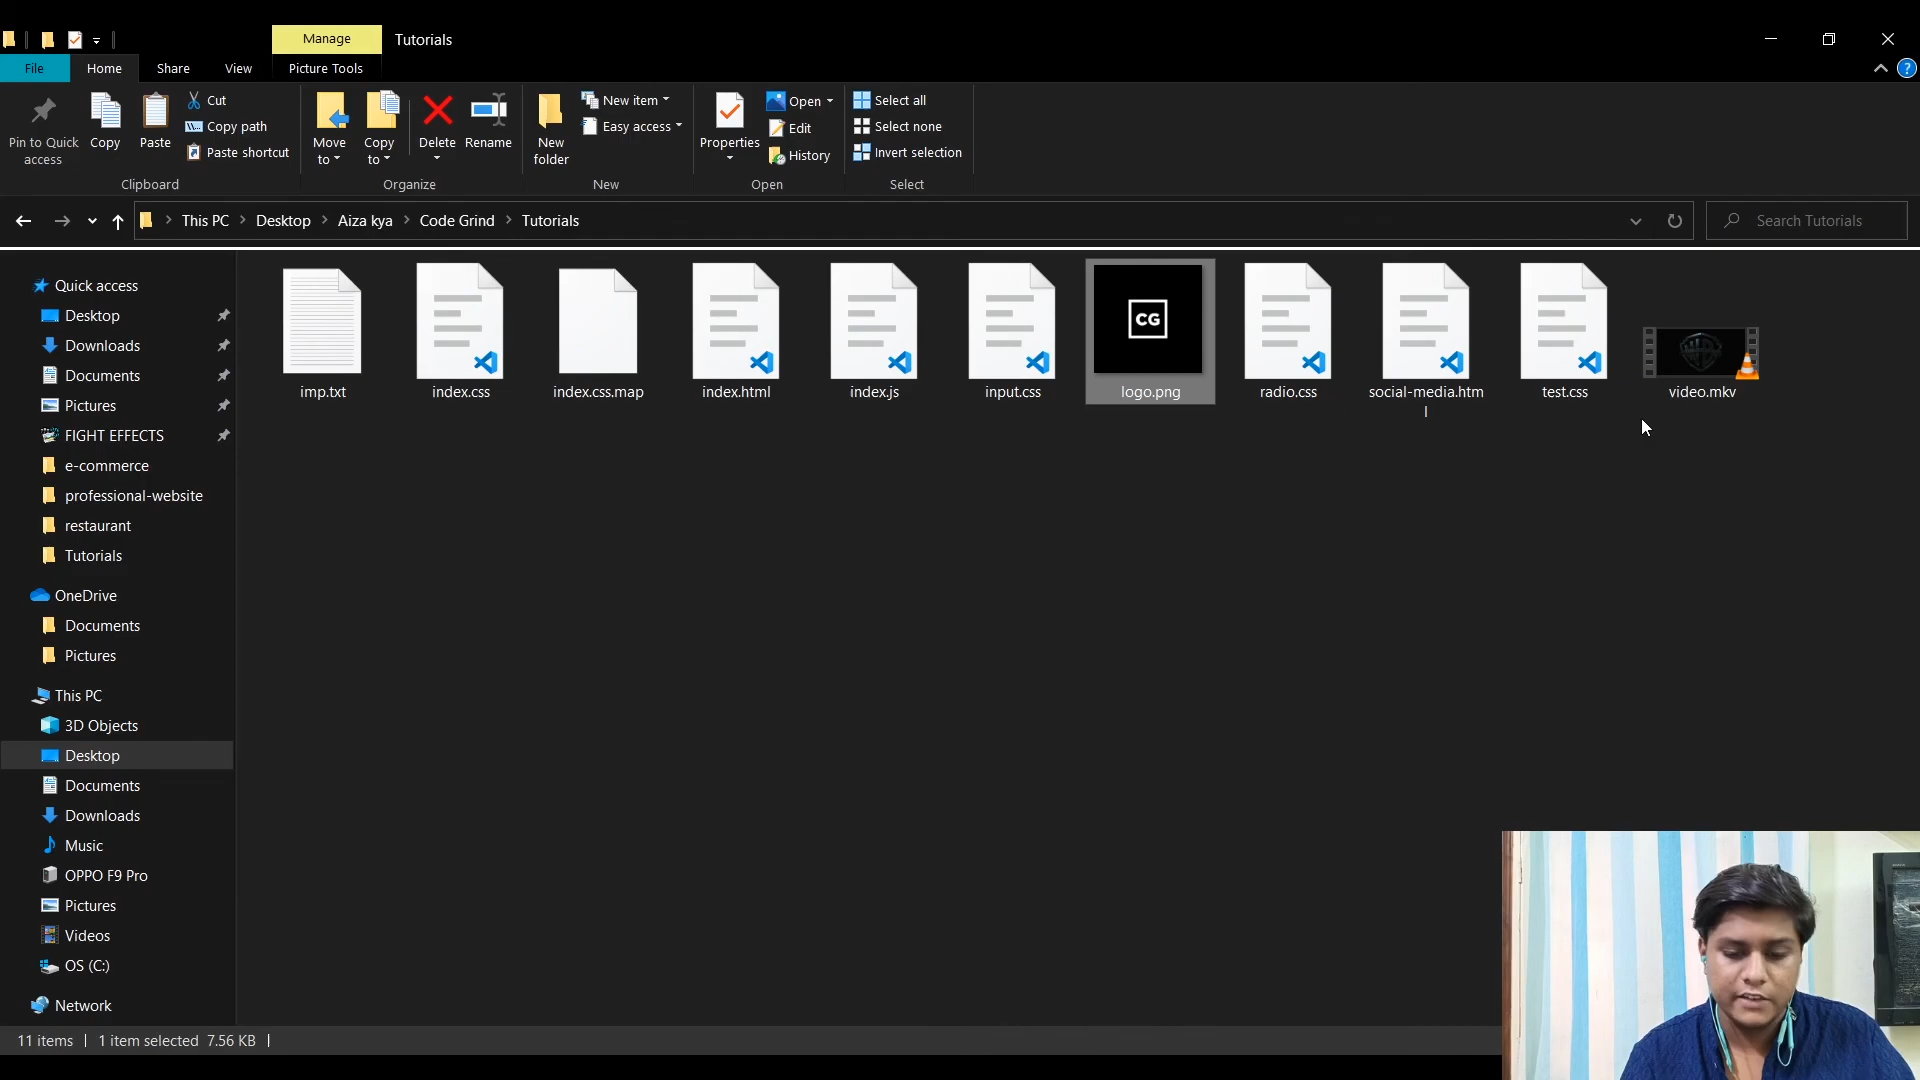 Manage
Tutorials
File
Home
Share
View
Picture Tools
Pin to Quick
access
Copy
Paste
Cut
Copy path
Paste shortcut
Clipboard
Move
to
Copy
to
Delete
Rename
Organize
New
folder
New item
Easy access
New
Properties
Open
Edit
History
Open
Select all
Select none
Invert selection
Select
This PC
Desktop
Aiza kya
Code Grind
Tutorials
Search Tutorials
Quick access
Desktop
Downloads
Documents
Pictures
FIGHT EFFECTS
e-commerce
professional-website
restaurant
Tutorials
OneDrive
Documents
Pictures
This PC
3D Objects
Desktop
Documents
Downloads
Music
OPPO F9 Pro
Pictures
Videos
OS (C:)
Network
imp.txt
index.css
index.css.map
index.html
index.js
input.css
CG
logo.png
radio.css
social-media.htm
l
test.css
video.mkv
11 items
1 item selected 7.56 KB